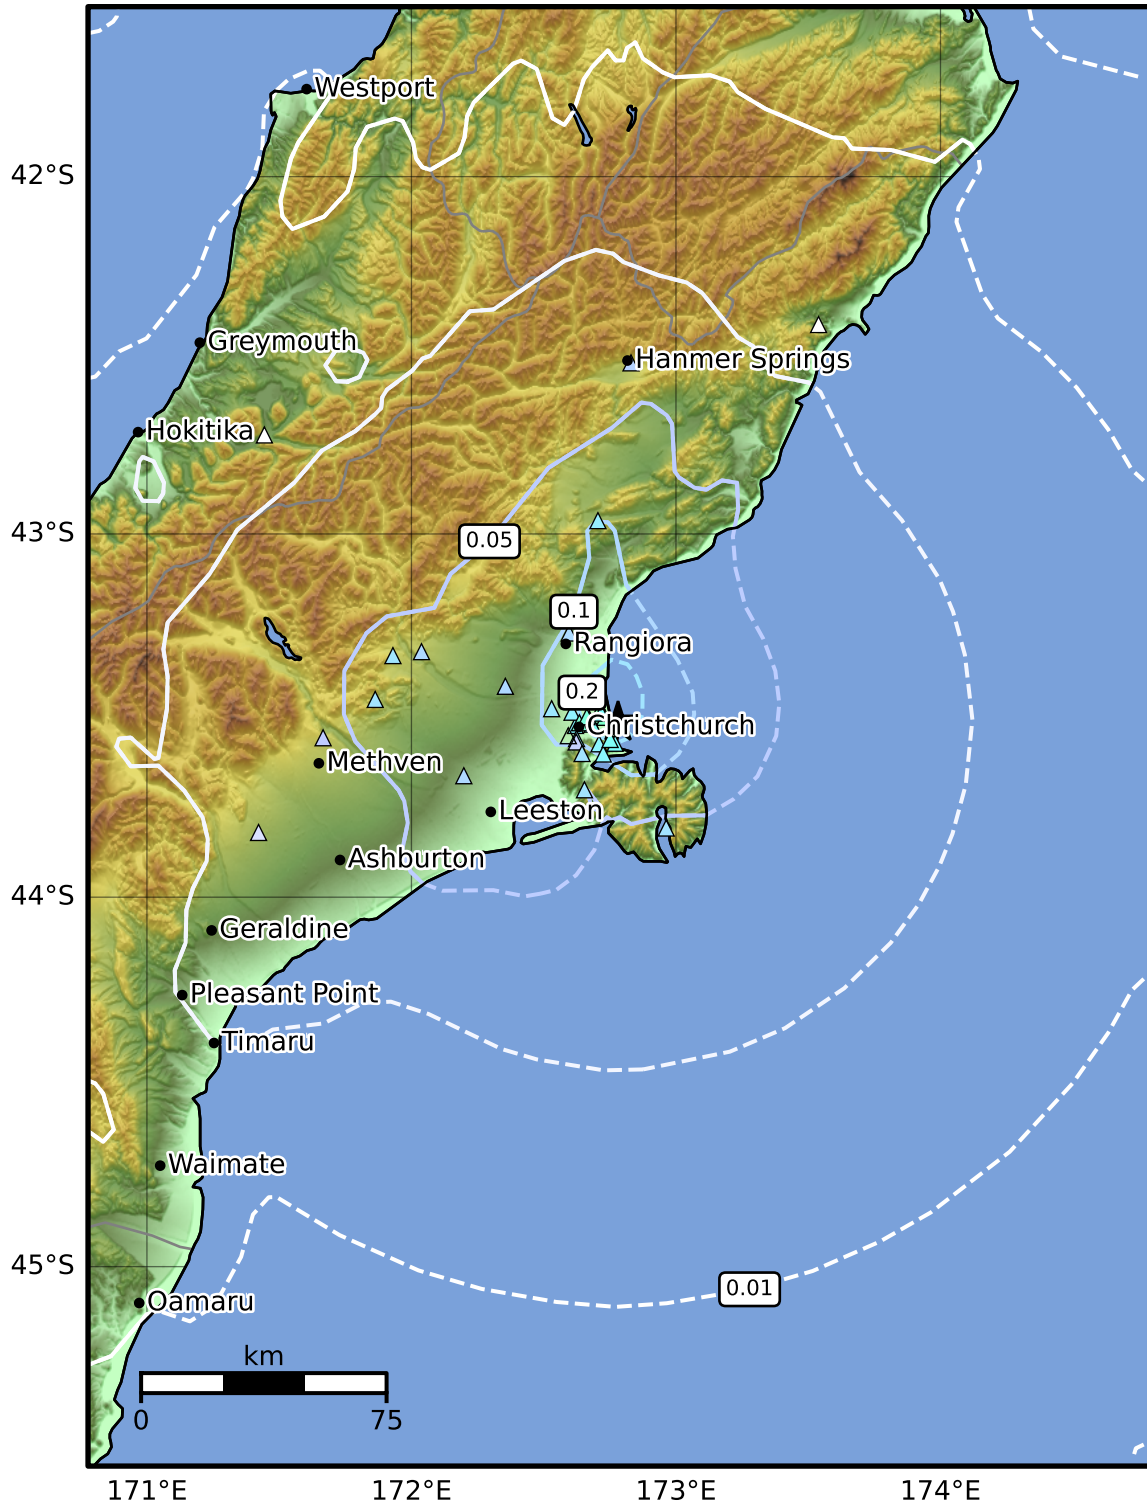 Westport
42°S
Greymouth
Hanmer Springs
Hokitika
43°S
0.05
0.1
Rangiora
0.2
Christchurch
Methven
Leeston
Ashburton
44°S
Geraldine
Pleasant Point
Timaru
Waimate
45°S
0.01
Oamaru
km
0 75
171°E 172°E 173°E 174°E